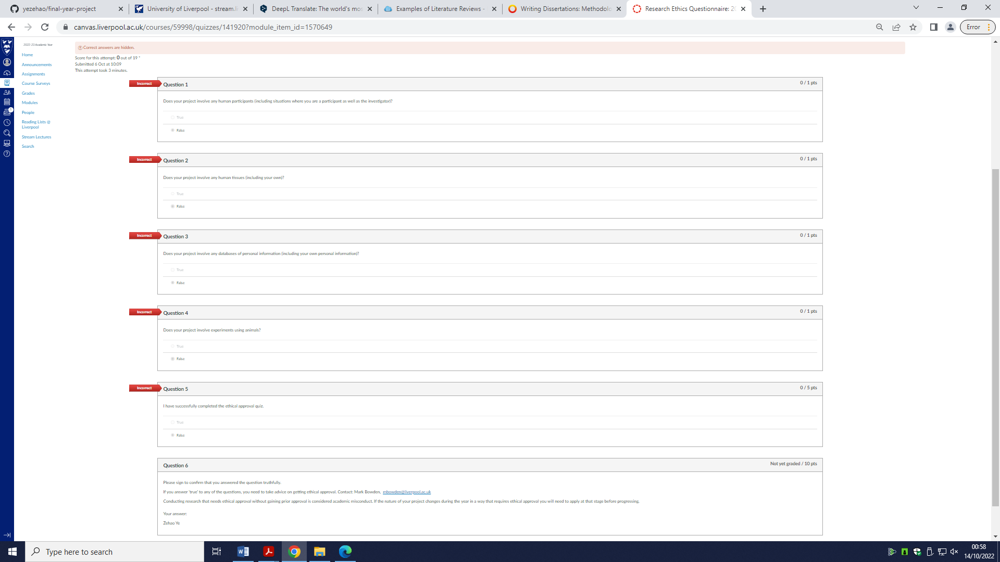 yezehao/final-year-project
University of Liverpool - stream.li
DeepL Translate: The world's mos
Examples of Literature Reviews -
Writing Dissertations: Methodolo
Research Ethics Questionnaire: 20
canvas.liverpool.ac.uk/courses/59998/quizzes/141920?module_item_id=1570649
Error
2022-23 Academic Year
Home
Announcements
Assignments
Course Surveys
Grades
Modules
People
Reading Lists @
Liverpool
Stream Lectures
Search
Correct answers are hidden.
Score for this attempt: 0 out of 19 *
Submitted 6 Oct at 10:09
This attempt took 3 minutes.
Incorrect
Question 1
0 / 1 pts
Does your project involve any human participants (including situations where you are a participant as well as the investigator)?
True
False
Incorrect
Question 2
0 / 1 pts
Does your project involve any human tissues (including your own)?
True
False
Incorrect
Question 3
0 / 1 pts
Does your project involve any databases of personal information (including your own personal information)?
True
False
Incorrect
Question 4
0 / 1 pts
Does your project involve experiments using animals?
True
False
Incorrect
Question 5
0 / 5 pts
I have successfully completed the ethical approval quiz.
True
False
Question 6
Not yet graded / 10 pts
Please sign to confirm that you answered the question truthfully.
If you answer 'true' to any of the questions, you need to take advice on getting ethical approval. Contact: Mark Bowden, mbowden@liverpool.ac.uk
Conducting research that needs ethical approval without gaining prior approval is considered academic misconduct. If the nature of your project changes during the year in a way that requires ethical approval you will need to apply at that stage before progressing.
Your answer:
Zehao Ye
Type here to search
00:58
14/10/2022